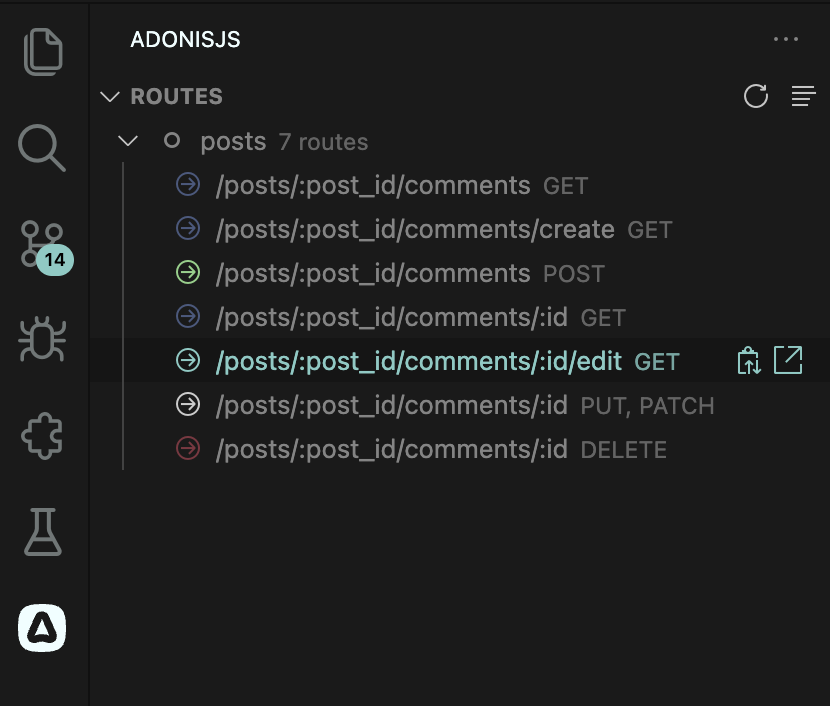 ADONISJS
ROUTES
posts 7 routes
/posts/:post_id/comments GET
/posts/:post_id/comments/create GET
/posts/:post_id/comments POST
/posts/:post_id/comments/:id GET
14
/posts/:post_id/comments/:id/edit GET
/posts/:post_id/comments/:id PUT, PATCH
/posts/:post_id/comments/:id DELETE